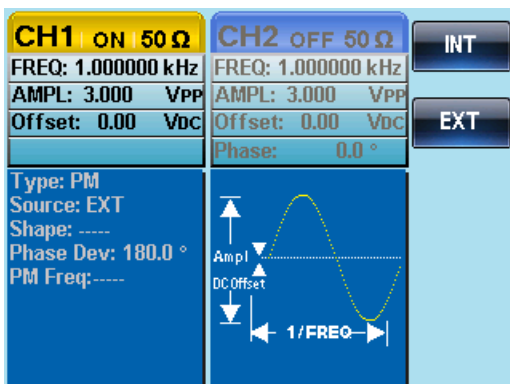 CH1 ON 50 Ω
FREQ: 1.000000 kHz
AMPL: 3.000 VPP
Offset: 0.00 VDC
CH2 OFF 50 Ω
FREQ: 1.000000 kHz
AMPL: 3.000 VPP
Offset: 0.00 VDC
Phase: 0.0 °
INT
EXT
Type: PM
Source: EXT
Shape: -----
Phase Dev: 180.0 °
PM Freq:-----
Ampl
DC Offset
1/FREQ